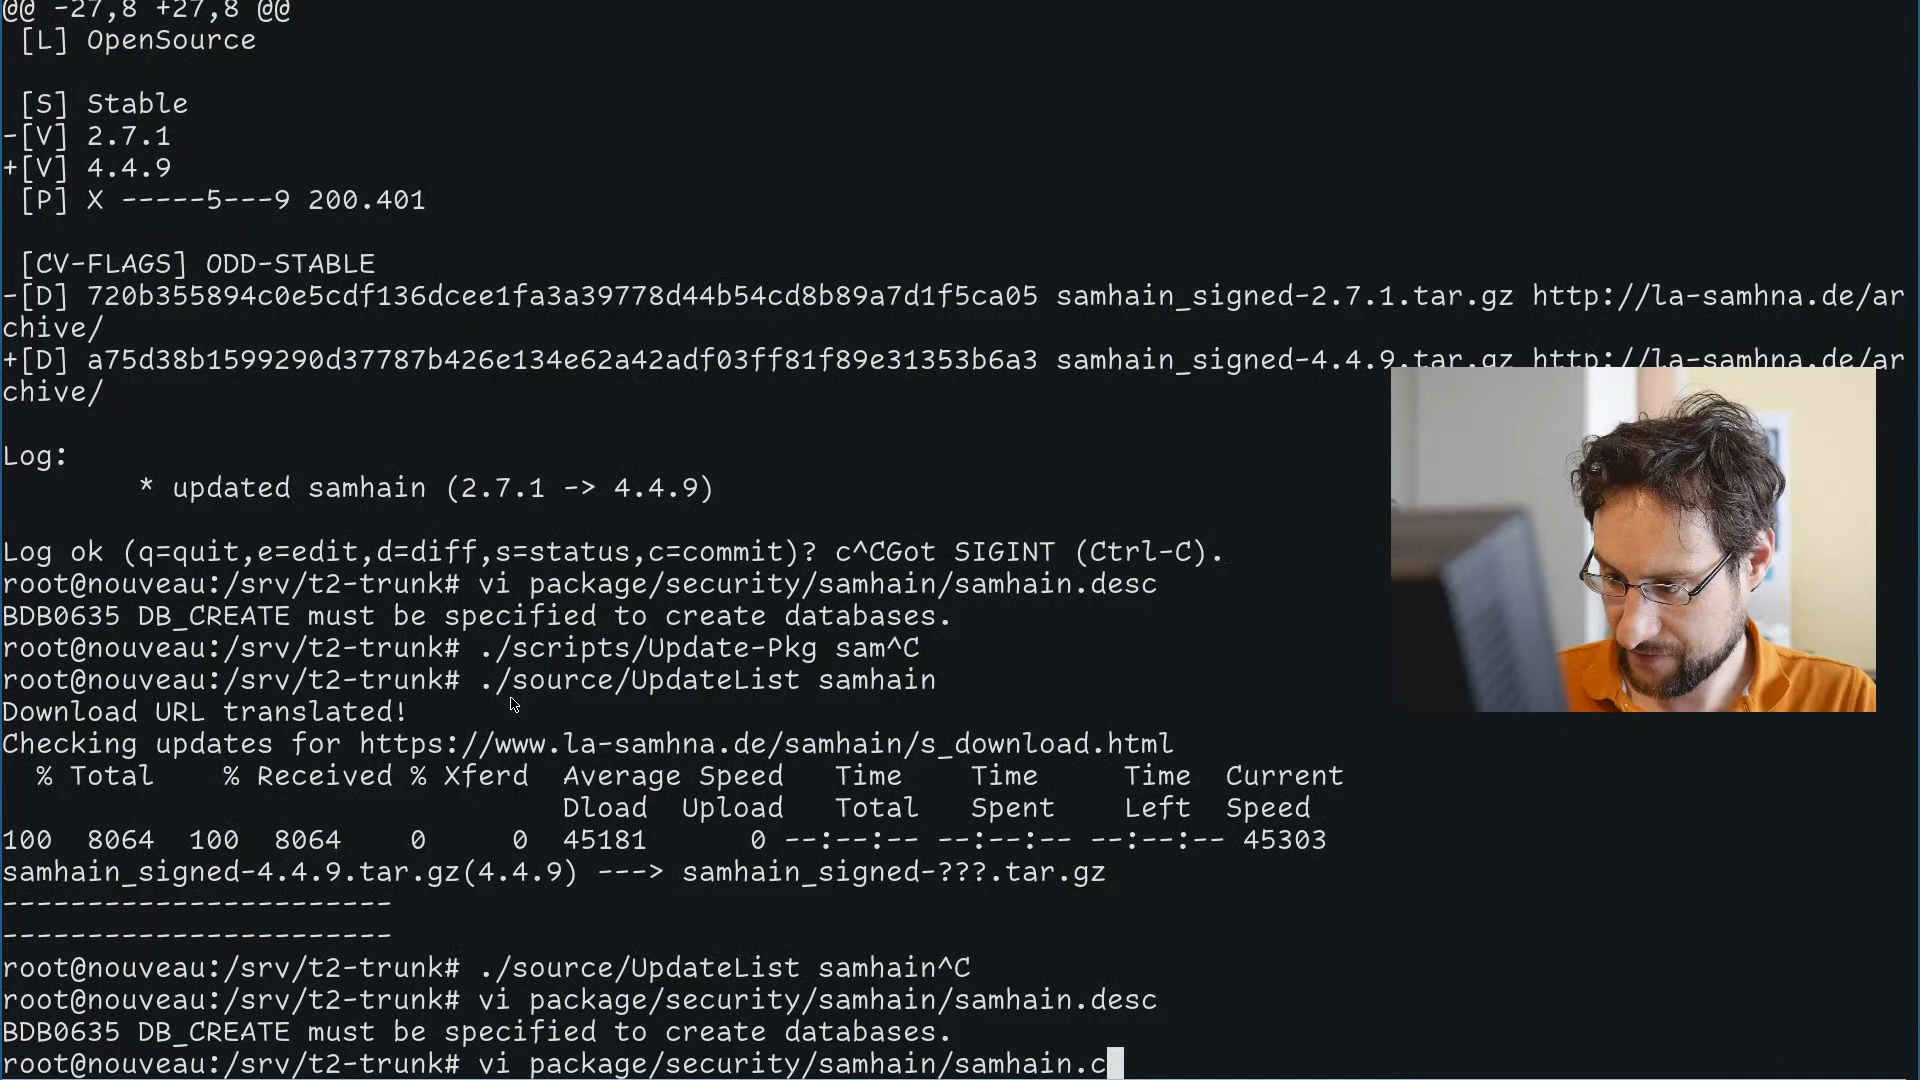 @@ -27,8 +27,8 @@
[L] OpenSource
[S] Stable
-[V] 2.7.1
+[V] 4.4.9
[P] X -----5---9 200.401
[CV-FLAGS] ODD-STABLE
-[D] 720b355894c0e5cdf136dcee1fa3a39778d44b54cd8b89a7d1f5ca05 samhain_signed-2.7.1.tar.gz http://la-samhna.de/ar
chive/
+[D] a75d38b1599290d37787b426e134e62a42adf03ff81f89e31353b6a3 samhain_signed-4.4.9.tar.gz http://la-samhna.de/ar
chive/
Log:
* updated samhain (2.7.1 -> 4.4.9)
Log ok (q=quit,e=edit,d=diff,s=status,c=commit)? c^CGot SIGINT (Ctrl-C).
root@nouveau:/srv/t2-trunk# vi package/security/samhain/samhain.desc
BDB0635 DB_CREATE must be specified to create databases.
root@nouveau:/srv/t2-trunk# ./scripts/Update-Pkg sam^C
root@nouveau:/srv/t2-trunk# ./source/UpdateList samhain
Download URL translated!
Checking updates for https://www.la-samhna.de/samhain/s_download.html
% Total % Received % Xferd Average Speed Time Time Time Current
Dload Upload Total Spent Left Speed
100 8064 100 8064 0 0 45181 0 --:--:-- --:--:-- --:--:-- 45303
samhain_signed-4.4.9.tar.gz(4.4.9) ---> samhain_signed-???.tar.gz
-----------------------
-----------------------
root@nouveau:/srv/t2-trunk# ./source/UpdateList samhain^C
root@nouveau:/srv/t2-trunk# vi package/security/samhain/samhain.desc
BDB0635 DB_CREATE must be specified to create databases.
root@nouveau:/srv/t2-trunk# vi package/security/samhain/samhain.c